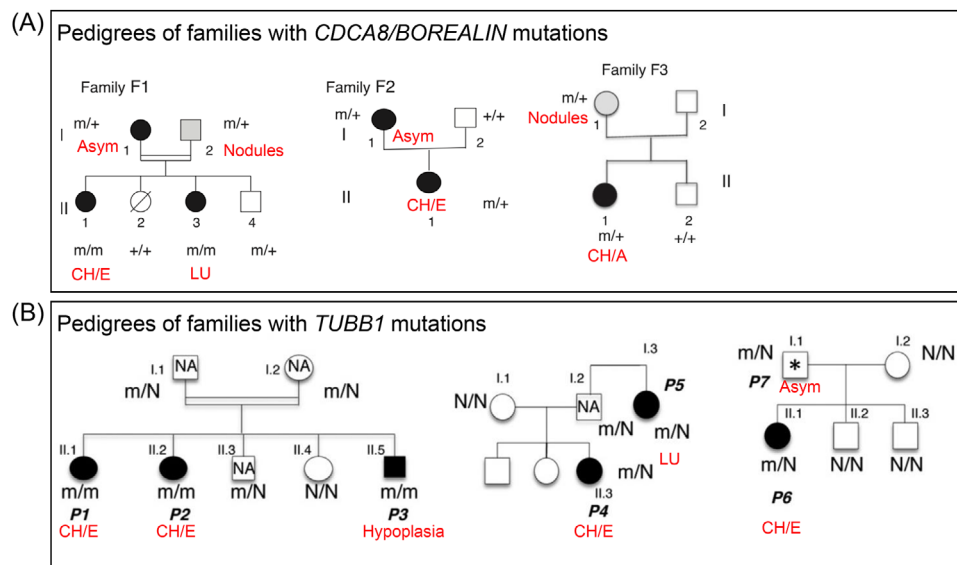 (A)
Pedigrees of families with CDCA8/BOREALIN mutations
Family F1
m/+ m/+
I
Asym 1 2 Nodules
II
1 2 3 4
m/m +/+ m/m m/+
CH/E LU
Family F2
m/+ +/+
I
1 Asym 2
II
CH/E
1 m/+
Family F3
m/+ I
Nodules 1 2
II
1 2
m/+ +/+
CH/A
(B)
Pedigrees of families with TUBB1 mutations
I.1 NA I.2 NA
m/N m/N
II.1 II.2 II.3 II.4 II.5
NA
m/m m/m m/N N/N m/m
P1 P2 P3
CH/E CH/E Hypoplasia
I.3
I.1 I.2 P5
N/N NA
m/N m/N
LU
m/N
II.3
P4
CH/E
I.1 I.2
m/N * N/N
P7 Asym
II.1 II.2 II.3
m/N N/N N/N
P6
CH/E